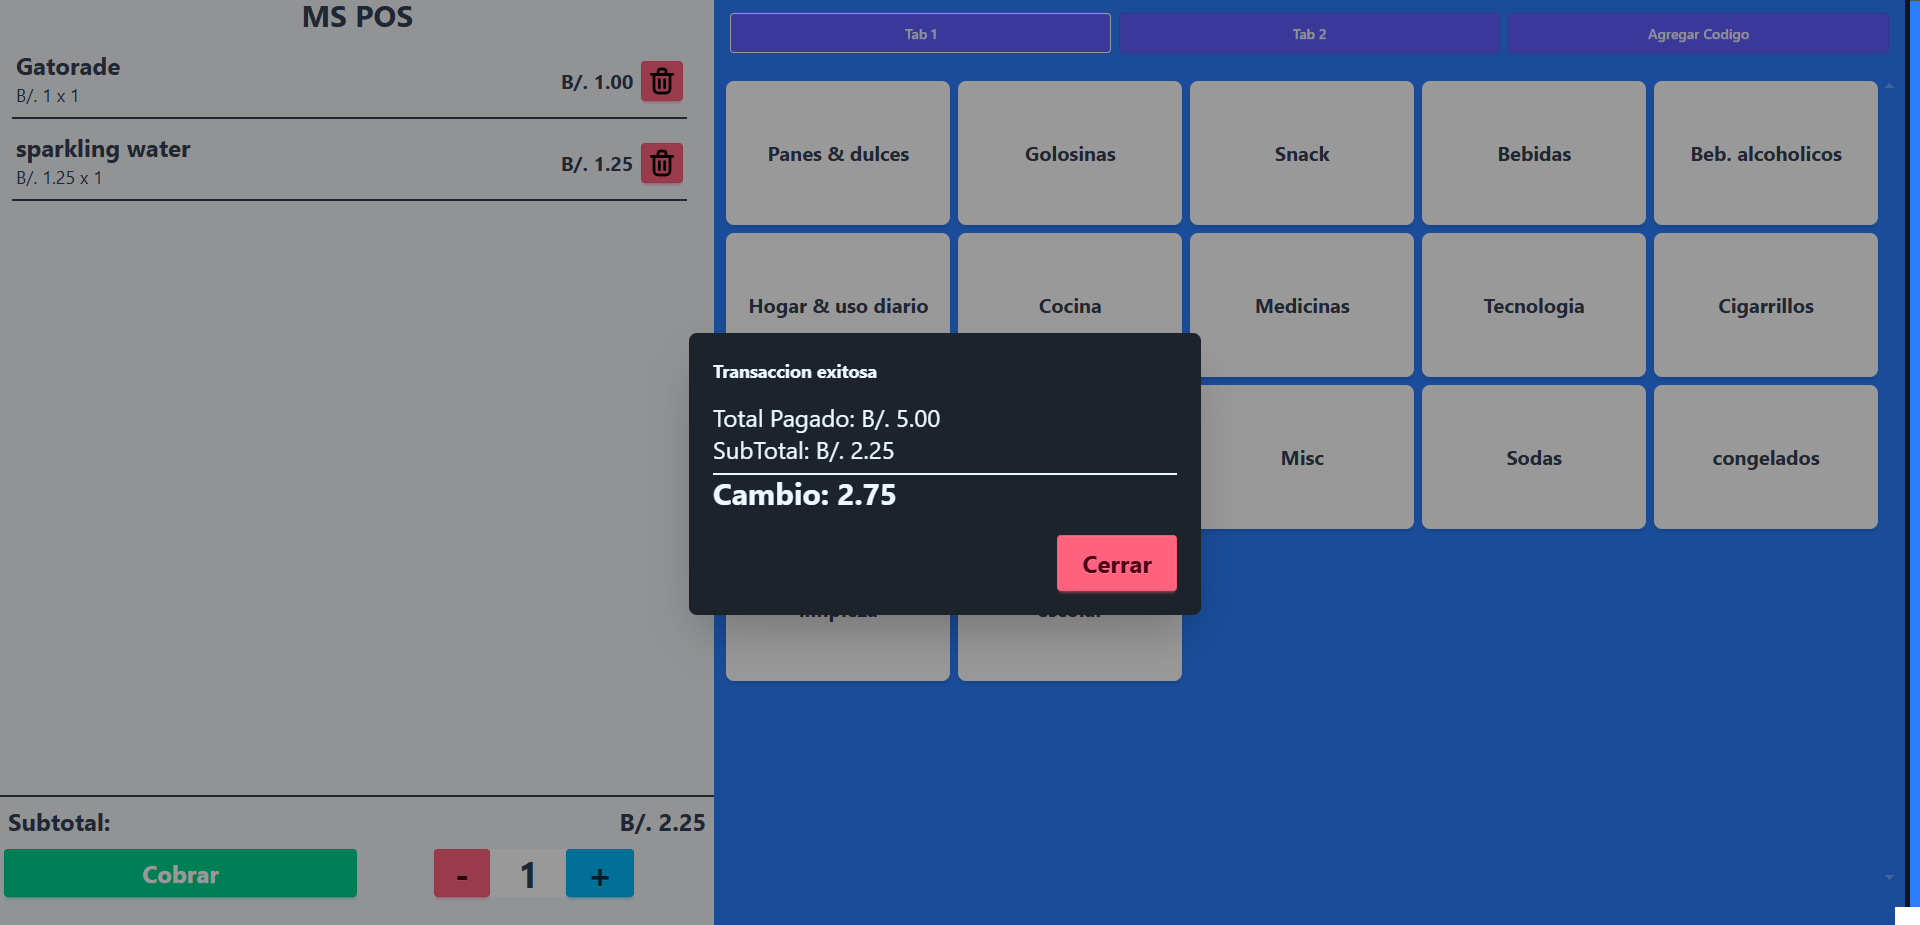 MS POS
Gatorade
B/. 1 x 1
B/. 1.00
sparkling water
B/. 1.25 x 1
B/. 1.25
Subtotal:
B/. 2.25
Cobrar
-
1
+
Tab 1
Tab 2
Agregar Codigo
Panes & dulces
Golosinas
Snack
Bebidas
Beb. alcoholicos
Hogar & uso diario
Cocina
Medicinas
Tecnologia
Cigarrillos
Misc
Sodas
congelados
Transaccion exitosa
Total Pagado: B/. 5.00
SubTotal: B/. 2.25
Cambio: 2.75
Cerrar